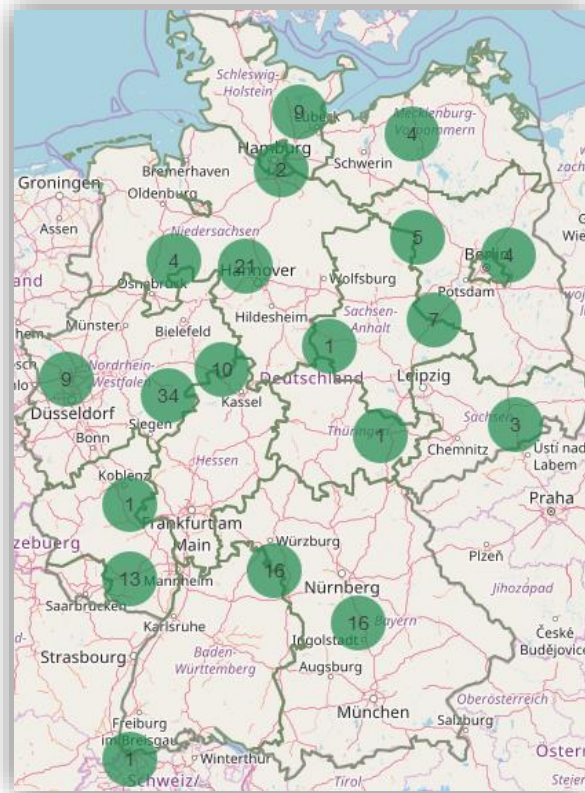 Schleswig-
Holstein
9
Lübeck
Mecklenburg-
Vorpommern
4
Hamburg
2
Schwerin
Bremerhaven
Groningen
Oldenburg
Assen
Niedersachsen
5
4
21
Hannover
Berlin
4
Osnabrück
Wolfsburg
Potsdam
Hildesheim
Sachsen-
Anhalt
7
Münster
Bielefeld
1
9
Nordrhein-
Westfalen
10
Deutschland
Leipzig
34
Kassel
Düsseldorf
Siegen
Sachsen
3
Bonn
Thüringen
1
Chemnitz
Ústí nad
Labem
Hessen
Koblenz
1
Praha
Frankfurt am
Main
zebuerg
Würzburg
Plzeň
13
Mannheim
16
Nürnberg
Jihozápad
Saarbrücken
16
Bayern
České
Budějovice
Karlsruhe
Ingolstadt
Strasbourg
Baden-
Württemberg
Augsburg
Oberösterreich
München
Salzburg
Freiburg
im Breisgau
1
Winterthur
Öster
Schweiz/
Tirol
Steier